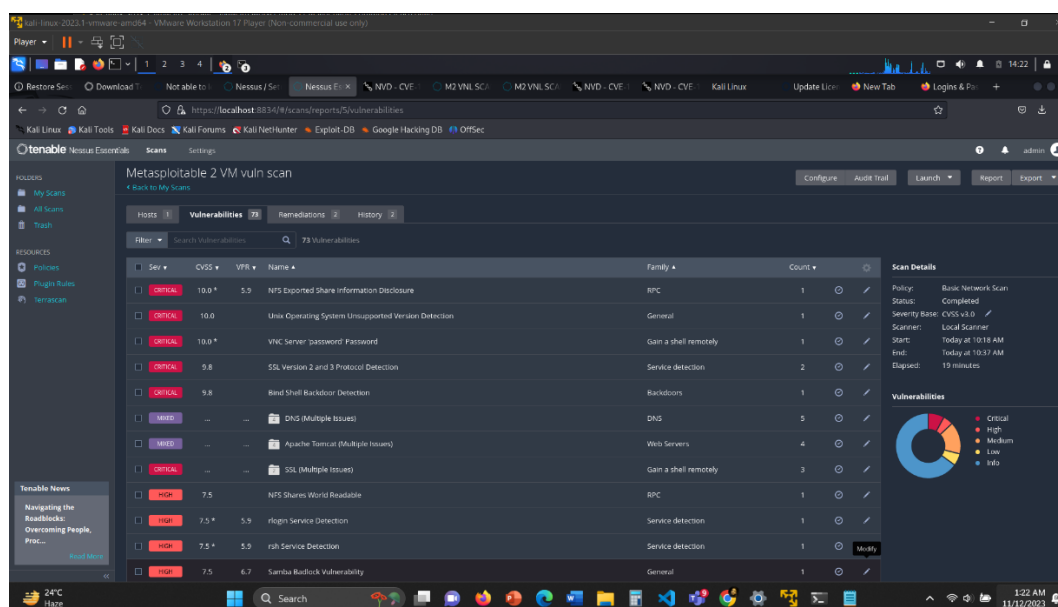 kali-linux-2023.1-vmware-amd64 - VMware Workstation 17 Player (Non-commercial use only)
Player
1 2 3 4
14:22
Restore Ses
Download T
Not able to
Nessus / Se
Nessus Es
NVD - CVE-
M2 VNL SCA
M2 VNL SCA
NVD - CVE-
NVD - CVE-
Kali Linux
Update Lice
New Tab
Logins & Pa
https://localhost:8834/#/scans/reports/5/vulnerabilities
Kali Linux Kali Tools Kali Docs Kali Forums Kali NetHunter Exploit-DB Google Hacking DB OffSec
tenable Nessus Essentials Scans Settings admin
FOLDERS
My Scans
All Scans
Trash
RESOURCES
Policies
Plugin Rules
Terrascan
Tenable News
Navigating the
Roadblocks:
Overcoming People,
Proc...
Read More
Metasploitable 2 VM vuln scan
Back to My Scans
Configure Audit Trail Launch Report Export
Hosts 1 Vulnerabilities 73 Remediations 2 History 2
Filter Search Vulnerabilities 73 Vulnerabilities
Sev CVSS VPR Name Family Count
CRITICAL 10.0 * 5.9 NFS Exported Share Information Disclosure RPC 1
CRITICAL 10.0 Unix Operating System Unsupported Version Detection General 1
CRITICAL 10.0 * VNC Server 'password' Password Gain a shell remotely 1
CRITICAL 9.8 SSL Version 2 and 3 Protocol Detection Service detection 2
CRITICAL 9.8 Bind Shell Backdoor Detection Backdoors 1
MIXED ... ... DNS (Multiple Issues) DNS 5
MIXED ... ... Apache Tomcat (Multiple Issues) Web Servers 4
CRITICAL ... ... SSL (Multiple Issues) Gain a shell remotely 3
HIGH 7.5 NFS Shares World Readable RPC 1
HIGH 7.5 * 5.9 rlogin Service Detection Service detection 1
HIGH 7.5 * 5.9 rsh Service Detection Service detection 1
Modify
HIGH 7.5 6.7 Samba Badlock Vulnerability General 1
Scan Details
Policy: Basic Network Scan
Status: Completed
Severity Base: CVSS v3.0
Scanner: Local Scanner
Start: Today at 10:18 AM
End: Today at 10:37 AM
Elapsed: 19 minutes
Vulnerabilities
Critical
High
Medium
Low
Info
24°C
Haze
Search
1:22 AM
11/12/2023